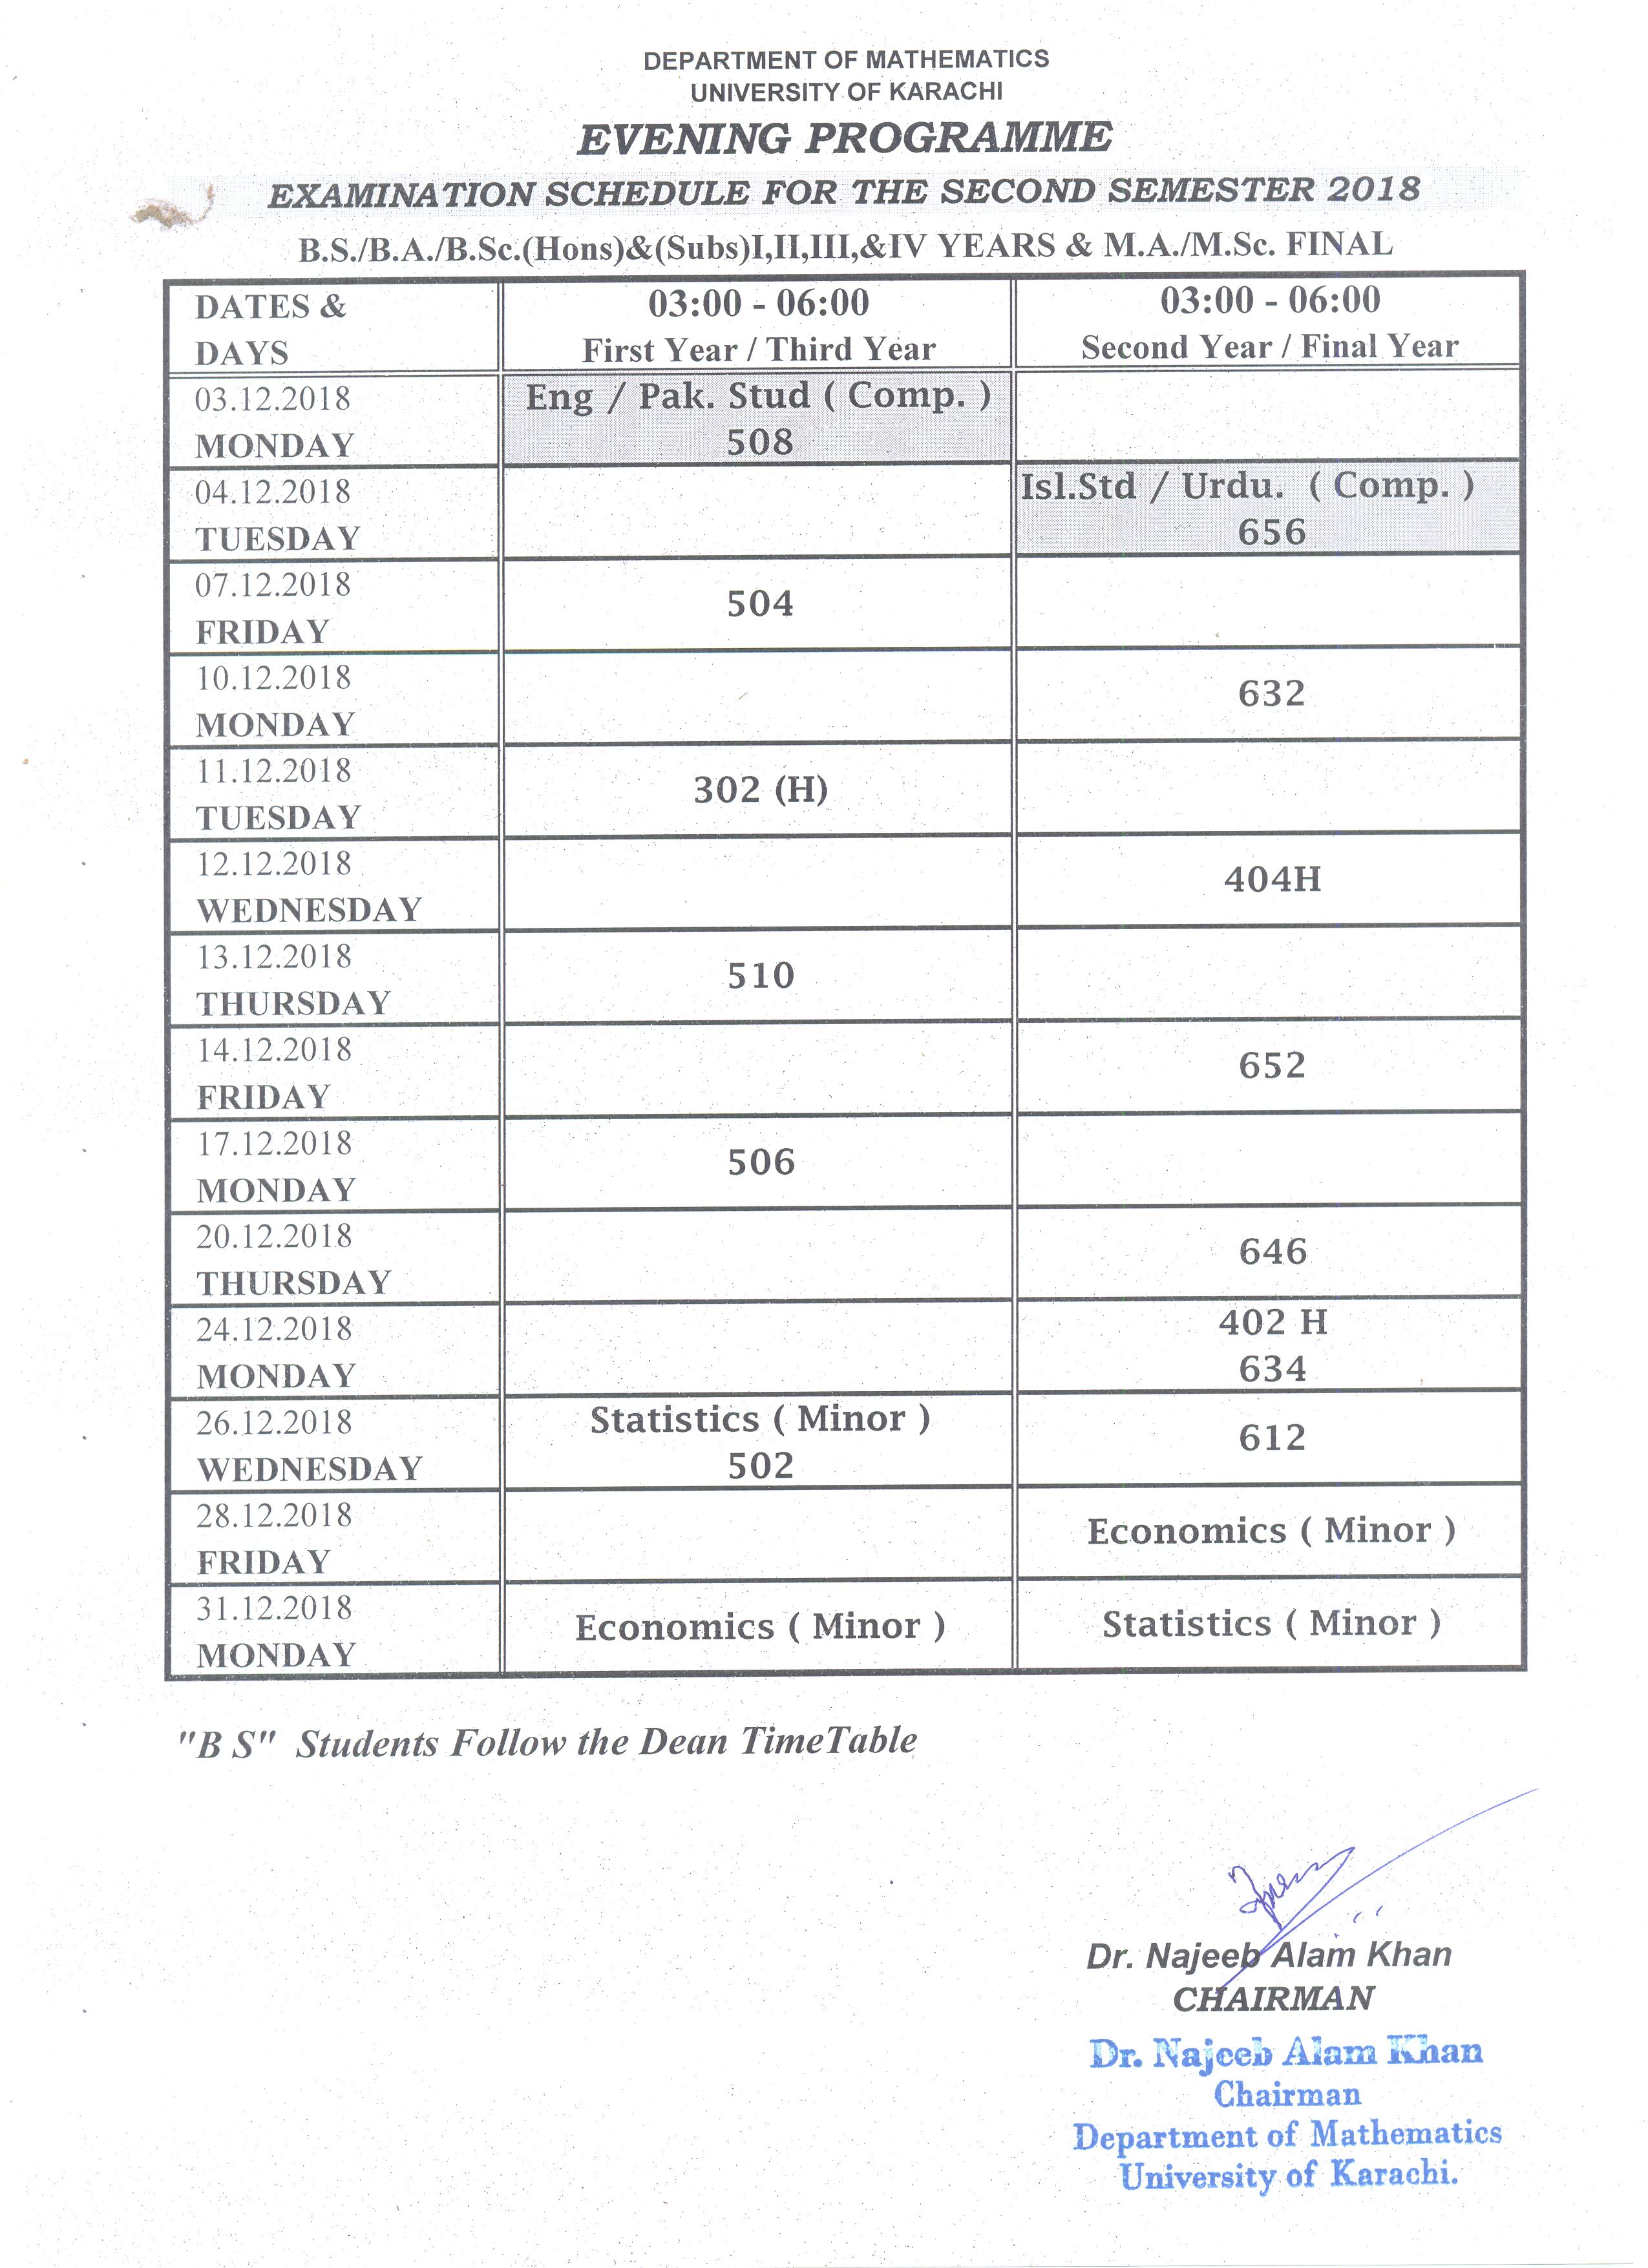 DEPARTMENT OF MATHEMATICS
UNIVERSITY OF KARACHI
EVENING PROGRAMME
EXAMINATION SCHEDULE FOR THE SECOND SEMESTER 2018
B.S./B.A./B.Sc.(Hons)&(Subs)I,II,III,&IV YEARS & M.A./M.Sc. FINAL
DATES & DAYS
03:00 - 06:00
First Year / Third Year
03:00 - 06:00
Second Year / Final Year
03.12.2018
MONDAY
Eng / Pak. Stud ( Comp. )
508
04.12.2018
TUESDAY
Isl.Std / Urdu. ( Comp. )
656
07.12.2018
FRIDAY
504
10.12.2018
MONDAY
632
11.12.2018
TUESDAY
302 (H)
12.12.2018
WEDNESDAY
404H
13.12.2018
THURSDAY
510
14.12.2018
FRIDAY
652
17.12.2018
MONDAY
506
20.12.2018
THURSDAY
646
24.12.2018
MONDAY
402 H
634
26.12.2018
WEDNESDAY
Statistics ( Minor )
502
612
28.12.2018
FRIDAY
Economics ( Minor )
31.12.2018
MONDAY
Economics ( Minor )
Statistics ( Minor )
"B S" Students Follow the Dean TimeTable
Dr. Najeeb Alam Khan
CHAIRMAN
Dr. Najeeb Alam Khan
Chairman
Department of Mathematics
University of Karachi.